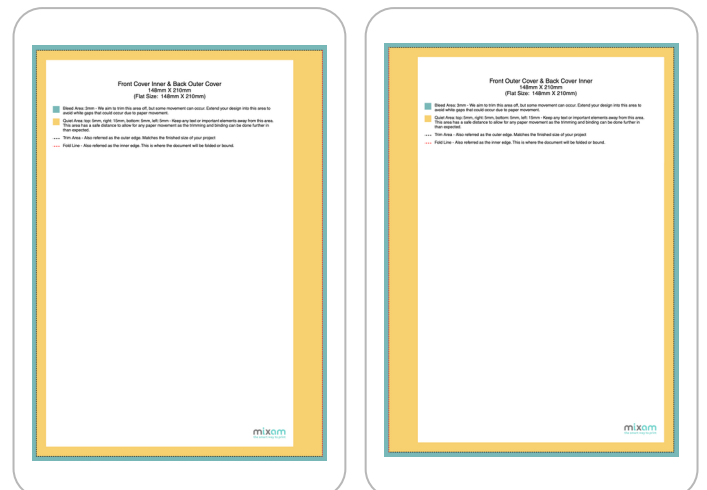 Front Cover Inner & Back Outer Cover
148mm X 210mm
(Flat Size: 148mm X 210mm)
Bleed Area: 3mm - We aim to trim this area off, but some movement can occur. Extend your design into this area to
avoid white gaps that could occur due to paper movement.
Quiet Area: top: 5mm, right: 15mm, bottom: 5mm, left: 5mm - Keep any text or important elements away from this area.
This area has a safe distance to allow for any paper movement as the trimming and binding can be done further in
than expected.
Trim Area - Also referred as the outer edge. Matches the finished size of your project
Fold Line - Also referred as the inner edge. This is where the document will be folded or bound.
mixam
Front Outer Cover & Back Cover Inner
148mm X 210mm
(Flat Size: 148mm X 210mm)
Bleed Area: 3mm - We aim to trim this area off, but some movement can occur. Extend your design into this area to
avoid white gaps that could occur due to paper movement.
Quiet Area: top: 5mm, right: 5mm, bottom: 5mm, left: 15mm - Keep any text or important elements away from this area.
This area has a safe distance to allow for any paper movement as the trimming and binding can be done further in
than expected.
Trim Area - Also referred as the outer edge. Matches the finished size of your project
Fold Line - Also referred as the inner edge. This is where the document will be folded or bound.
mixam